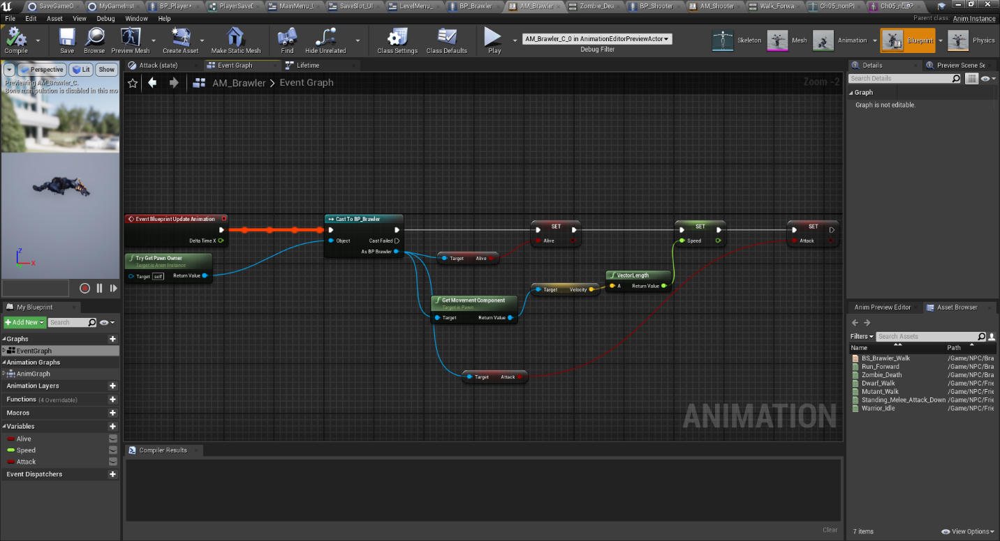 SaveGameO
MyGameInst
BP_Player*
PlayerSaveD
MainMenu_U
SaveSlot_UI
LevelMenu_
BP_Brawler
AM_Brawler
Zombie_Dea
BP_Shooter
AM_Shooter
Walk_Forwa
Ch05_nonPl
File Edit Asset View Debug Window Help
Parent class: Anim Instance
Compile
Save
Browse
Preview Mesh
Create Asset
Make Static Mesh
Find
Hide Unrelated
Class Settings
Class Defaults
Play
AM_Brawler_C_0 in AnimationEditorPreviewActor
Debug Filter
Skeleton
Mesh
Animation
Blueprint
Physics
Perspective
Lit
Show
Previewing AM_Brawler_C.
Bone manipulation is disabled in this mo
Z
X
Attack (state)
Event Graph
Lifetime
AM_Brawler > Event Graph
Zoom -2
Event Blueprint Update Animation
Delta Time X
Try Get Pawn Owner
Target is Anim Instance
Target self
Return Value
Cast To BP_Brawler
Object
Cast Failed
As BP Brawler
Target Alive
SET
Alive
Get Movement Component
Target is Pawn
Target Return Value
Target Velocity
VectorLength
A Return Value
SET
Speed
SET
Attack
Target Attack
ANIMATION
My Blueprint
Add New
Search
Graphs
EventGraph
Animation Graphs
AnimGraph
Animation Layers
Functions (4 Overridable)
Macros
Variables
Alive
Speed
Attack
Event Dispatchers
Compiler Results
Clear
Details
Preview Scene Se
Search Details
Graph
Graph is not editable.
Anim Preview Editor
Asset Browser
Filters
Search Assets
Name Path
BS_Brawler_Walk /Game/NPC/Bra
Run_Forward /Game/NPC/Bra
Zombie_Death /Game/NPC/Bra
Dwarf_Walk /Game/NPC/Frie
Mutant_Walk /Game/NPC/Frie
Standing_Melee_Attack_Down /Game/NPC/Frie
Warrior_Idle /Game/NPC/Frie
7 items
View Options